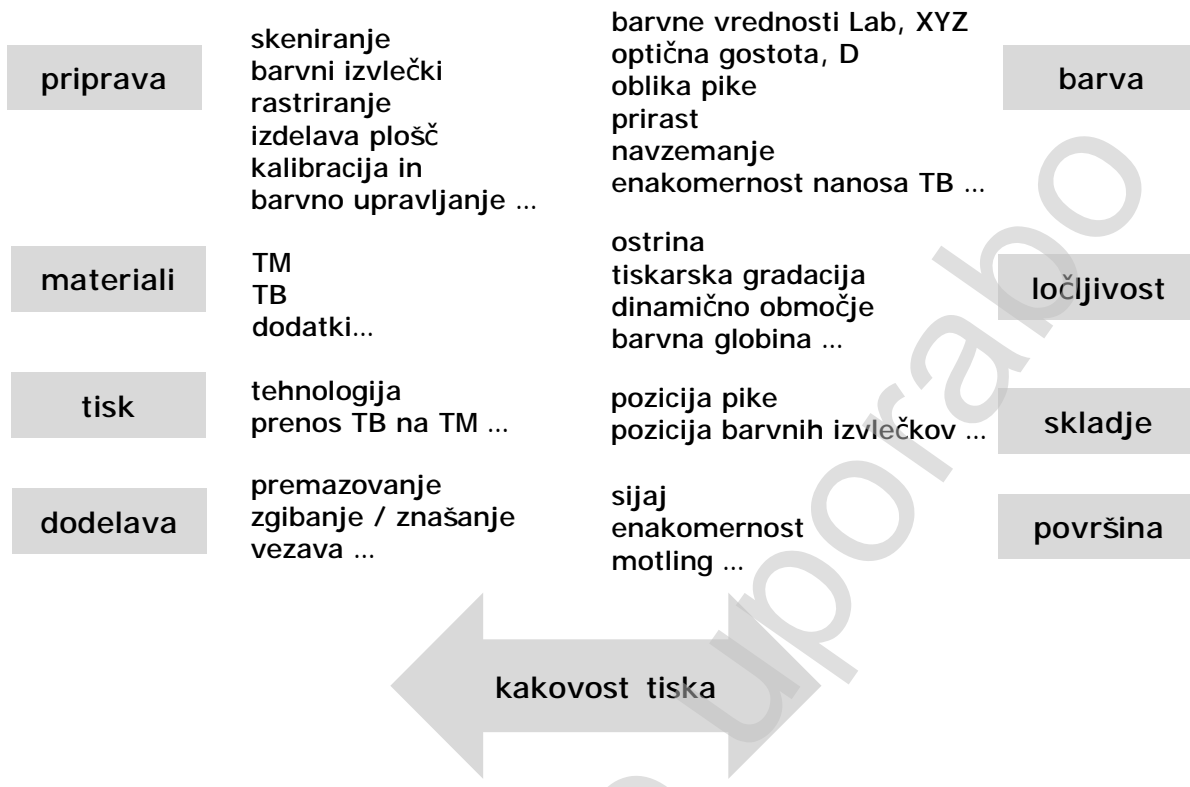 priprava
skeniranje
barvni izvlečki
rastriranje
izdelava plošč
kalibracija in
barvno upravljanje ...
barvne vrednosti Lab, XYZ
optična gostota, D
oblika pike
prirast
navzemanje
enakomernost nanosa TB ...
barva
materiali
TM
TB
dodatki...
ostrina
tiskarska gradacija
dinamično območje
barvna globina ...
ločljivost
tisk
tehnologija
prenos TB na TM ...
pozicija pike
pozicija barvnih izvlečkov ...
skladje
dodelava
premazovanje
zgibanje / znašanje
vezava ...
sijaj
enakomernost
motling ...
površina
kakovost tiska
uporabo